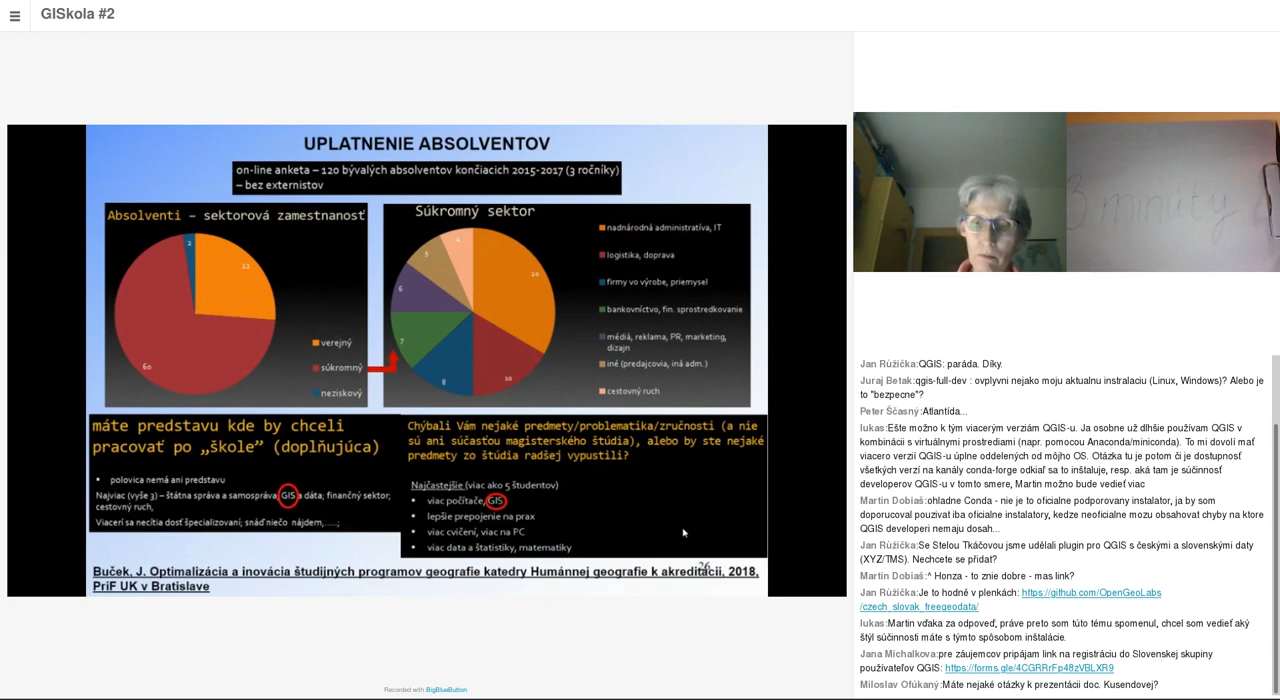 GISkola #2
UPLATNENIE ABSOLVENTOV
on-line anketa – 120 bývalých absolventov končiacich 2015-2017 (3 ročníky)
– bez externistov
Absolventi – sektorová zamestnanosť
2
22
60
verejný
súkromný
neziskový
Súkromný sektor
4
5
6
7
8
10
20
nadnárodná administratíva, IT
logistika, doprava
firmy vo výrobe, priemysel
bankovníctvo, fin. sprostredkovanie
médiá, reklama, PR, marketing,
dizajn
iné (predajcovia, iná adm.)
cestovný ruch
máte predstavu kde by chceli
pracovať po „škole” (doplňujúca)
▪ polovica nemá ani predstavu
Najviac (vyše 3) – štátna správa a samospráva, GIS a dáta; finančný sektor;
cestovný ruch,
Viacerí sa necítia dosť špecializovaní; snáď niečo nájdem,.....;
Chýbali Vám nejaké predmety/problematika/zručnosti (a nie
sú ani súčasťou magisterského štúdia), alebo by ste nejaké
predmety zo štúdia radšej vypustili?
Najčastejšie (viac ako 5 študentov)
▪ viac počítače, GIS
▪ lepšie prepojenie na prax
▪ viac cvičení, viac na PC
▪ viac data a štatistiky, matematiky
26
Buček, J. Optimalizácia a inovácia študijných programov geografie katedry Humánnej geografie k akreditácii, 2018,
PriF UK v Bratislave
3 minúty
Jan Růžička:QGIS: paráda. Díky.
Juraj Betak:qgis-full-dev : ovplyvni nejako moju aktualnu instalaciu (Linux, Windows)? Alebo je
to "bezpecne"?
Peter Ščasný:Atlantída...
lukas:Ešte možno k tým viacerým verziám QGIS-u. Ja osobne už dlhšie používam QGIS v
kombinácii s virtuálnymi prostrediami (napr. pomocou Anaconda/miniconda). To mi dovolí mať
viacero verzií QGIS-u úplne oddelených od môjho OS. Otázka tu je potom či je dostupnosť
všetkých verzí na kanály conda-forge odkiaľ sa to inštaluje, resp. aká tam je súčinnosť
developerov QGIS-u v tomto smere, Martin možno bude vedieť viac
Martin Dobiaš:ohladne Conda - nie je to oficialne podporovany instalator, ja by som
doporucoval pouzivat iba oficialne instalatory, kedze neoficialne mozu obsahovat chyby na ktore
QGIS developeri nemaju dosah...
Jan Růžička:Se Stelou Tkáčovou jsme udělali plugin pro QGIS s českými a slovenskými daty
(XYZ/TMS). Nechcete se přidat?
Martin Dobiaš:^ Honza - to znie dobre - mas link?
Jan Růžička:Je to hodně v plenkách: https://github.com/OpenGeoLabs
/czech_slovak_freegeodata/
lukas:Martin vďaka za odpoveď, práve preto som túto tému spomenul, chcel som vedieť aký
štýl súčinnosti máte s týmto spôsobom inštalácie.
Jana Michalkova:pre záujemcov pripájam link na registráciu do Slovenskej skupiny
používateľov QGIS: https://forms.gle/4CGRRrFp48zVBLXR9
Miloslav Ofúkaný:Máte nejaké otázky k prezentácii doc. Kusendovej?
Recorded with BigBlueButton.